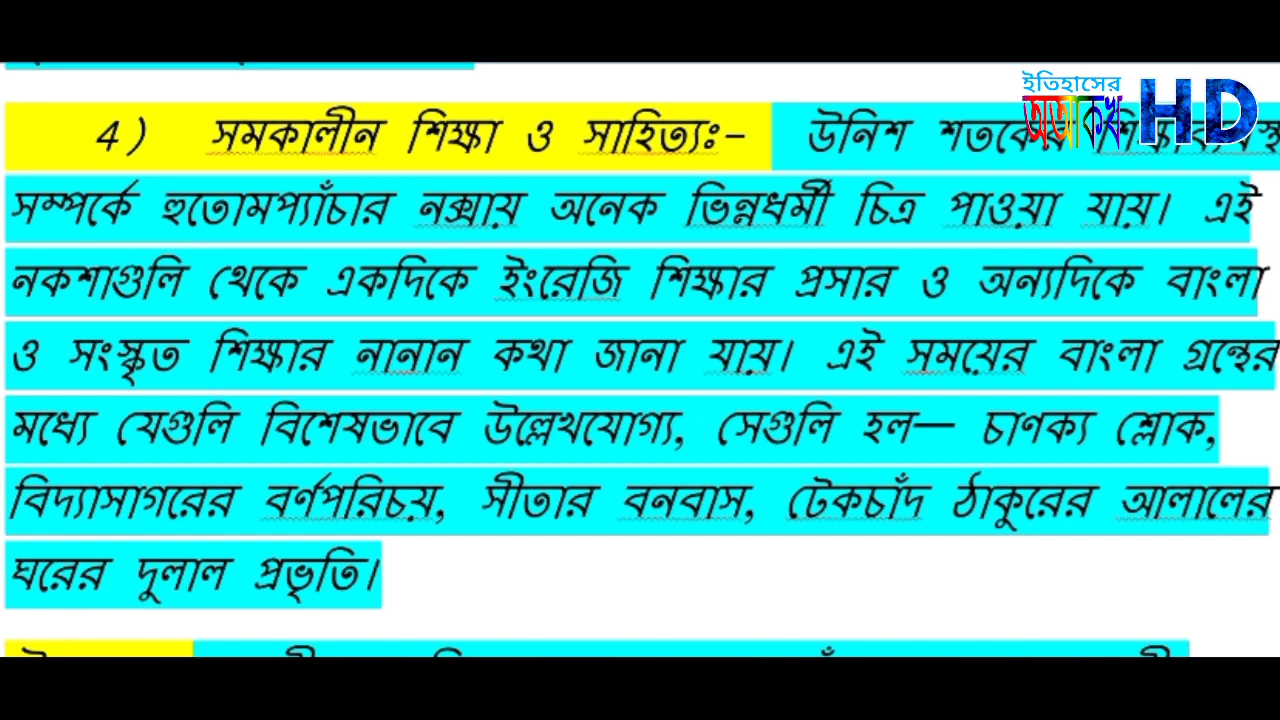 ইতিহাসের
অআকখ HD
4) সমকালীন শিক্ষা ও সাহিত্যঃ- উনিশ শতকের
সম্পর্কে হুতোমপ্যাঁচার নক্সায় অনেক ভিন্নধর্মী চিত্র পাওয়া যায়। এই
নকশাগুলি থেকে একদিকে ইংরেজি শিক্ষার প্রসার ও অন্যদিকে বাংলা
ও সংস্কৃত শিক্ষার নানান কথা জানা যায়। এই সময়ের বাংলা গ্রন্থের
মধ্যে যেগুলি বিশেষভাবে উল্লেখযোগ্য, সেগুলি হল— চাণক্য শ্লোক,
বিদ্যাসাগরের বর্ণপরিচয়, সীতার বনবাস, টেকচাঁদ ঠাকুরের আলালের
ঘরের দুলাল প্রভৃতি।